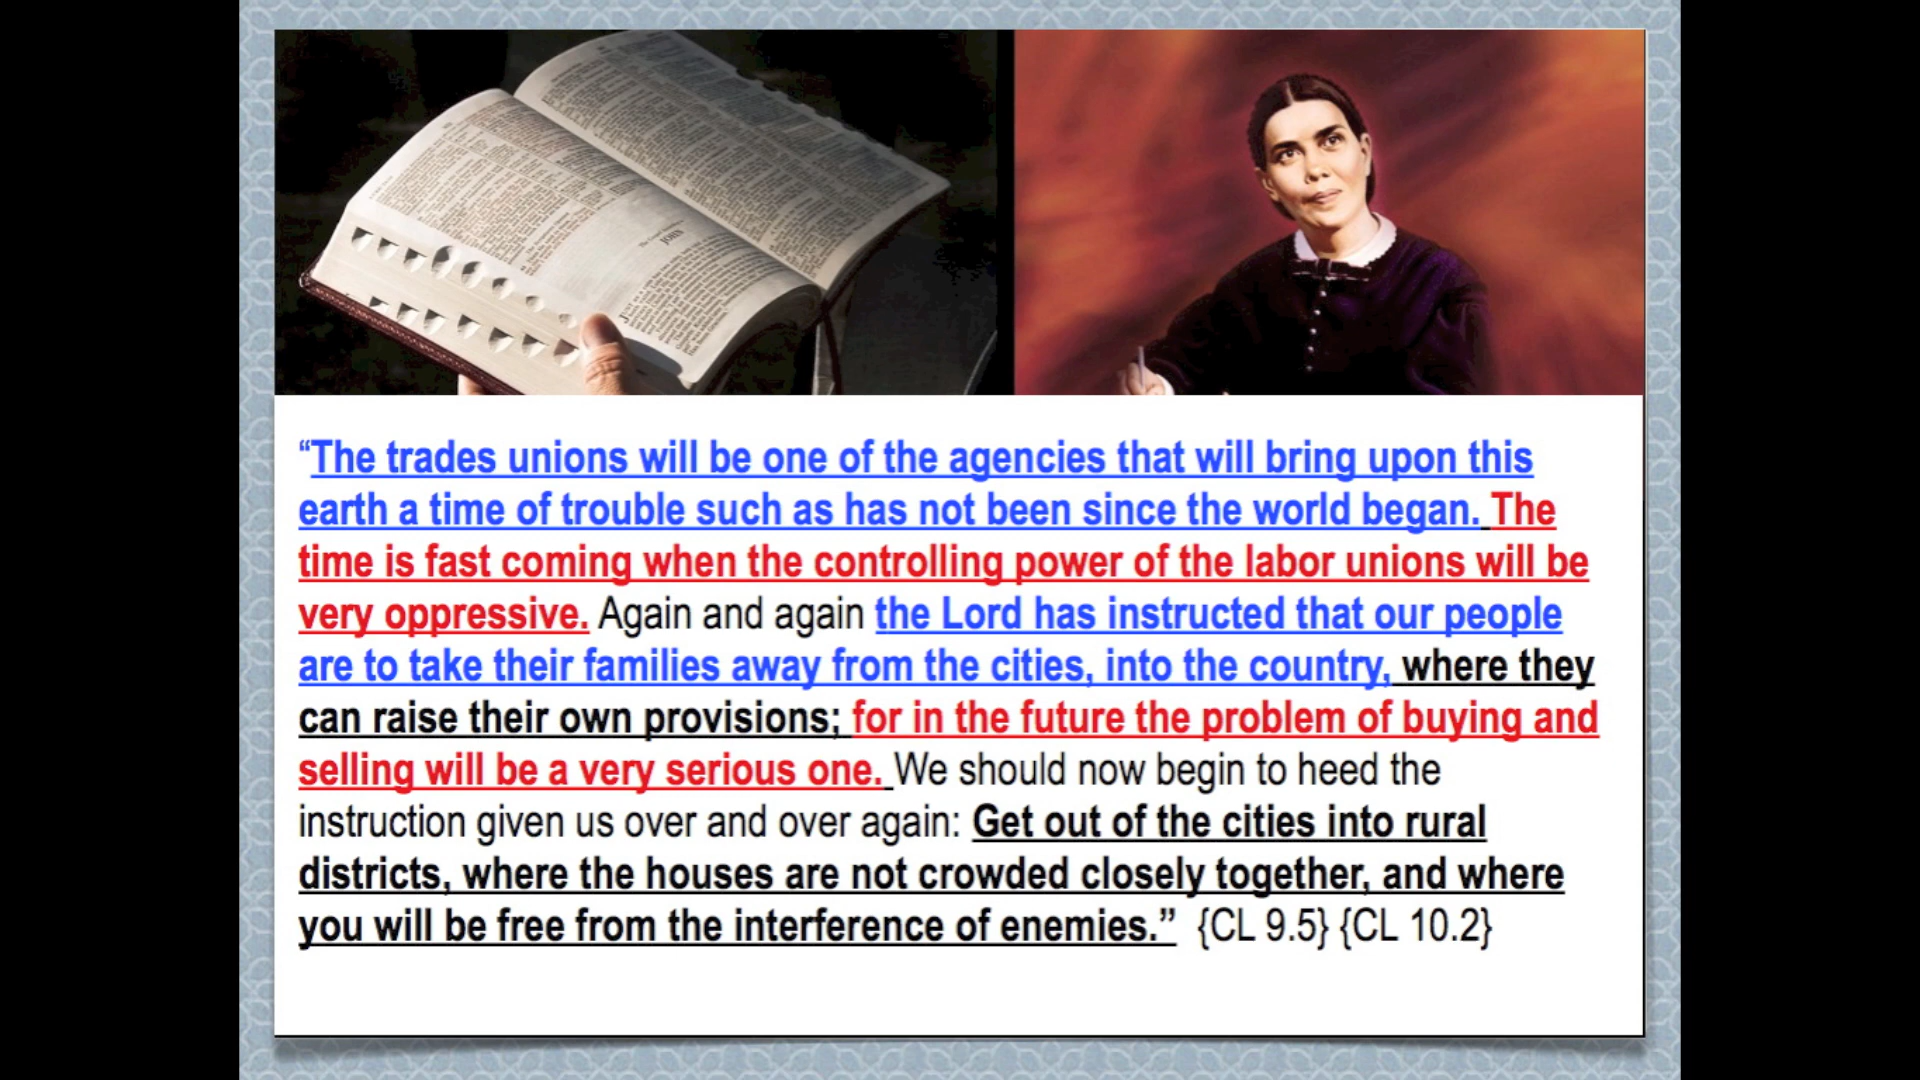 JOHN
“The trades unions will be one of the agencies that will bring upon this
earth a time of trouble such as has not been since the world began. The
time is fast coming when the controlling power of the labor unions will be
very oppressive. Again and again the Lord has instructed that our people
are to take their families away from the cities, into the country, where they
can raise their own provisions; for in the future the problem of buying and
selling will be a very serious one. We should now begin to heed the
instruction given us over and over again: Get out of the cities into rural
districts, where the houses are not crowded closely together, and where
you will be free from the interference of enemies.” {CL 9.5} {CL 10.2}